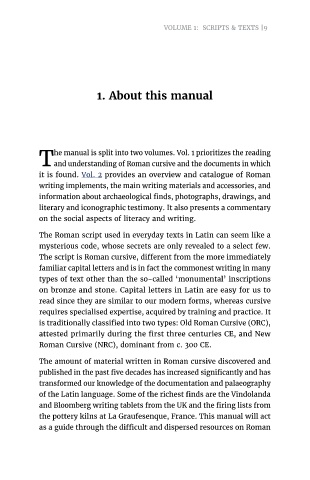 VOLUME 1: SCRIPTS & TEXTS |9
1. About this manual
The manual is split into two volumes. Vol. 1 prioritizes the reading
and understanding of Roman cursive and the documents in which
it is found. Vol. 2 provides an overview and catalogue of Roman
writing implements, the main writing materials and accessories, and
information about archaeological finds, photographs, drawings, and
literary and iconographic testimony. It also presents a commentary
on the social aspects of literacy and writing.
The Roman script used in everyday texts in Latin can seem like a
mysterious code, whose secrets are only revealed to a select few.
The script is Roman cursive, different from the more immediately
familiar capital letters and is in fact the commonest writing in many
types of text other than the so-called ‘monumental’ inscriptions
on bronze and stone. Capital letters in Latin are easy for us to
read since they are similar to our modern forms, whereas cursive
requires specialised expertise, acquired by training and practice. It
is traditionally classified into two types: Old Roman Cursive (ORC),
attested primarily during the first three centuries CE, and New
Roman Cursive (NRC), dominant from c. 300 CE.
The amount of material written in Roman cursive discovered and
published in the past five decades has increased significantly and has
transformed our knowledge of the documentation and palaeography
of the Latin language. Some of the richest finds are the Vindolanda
and Bloomberg writing tablets from the UK and the firing lists from
the pottery kilns at La Graufesenque, France. This manual will act
as a guide through the difficult and dispersed resources on Roman